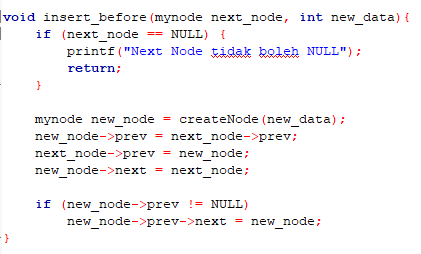 void insert_before(mynode next_node, int new_data){
    if (next_node == NULL) {
        printf("Next Node tidak boleh NULL");
        return;
    }
    mynode new_node = createNode(new_data);
    new_node->prev = next_node->prev;
    next_node->prev = new_node;
    new_node->next = next_node;
    if (new_node->prev != NULL)
        new_node->prev->next = new_node;
}